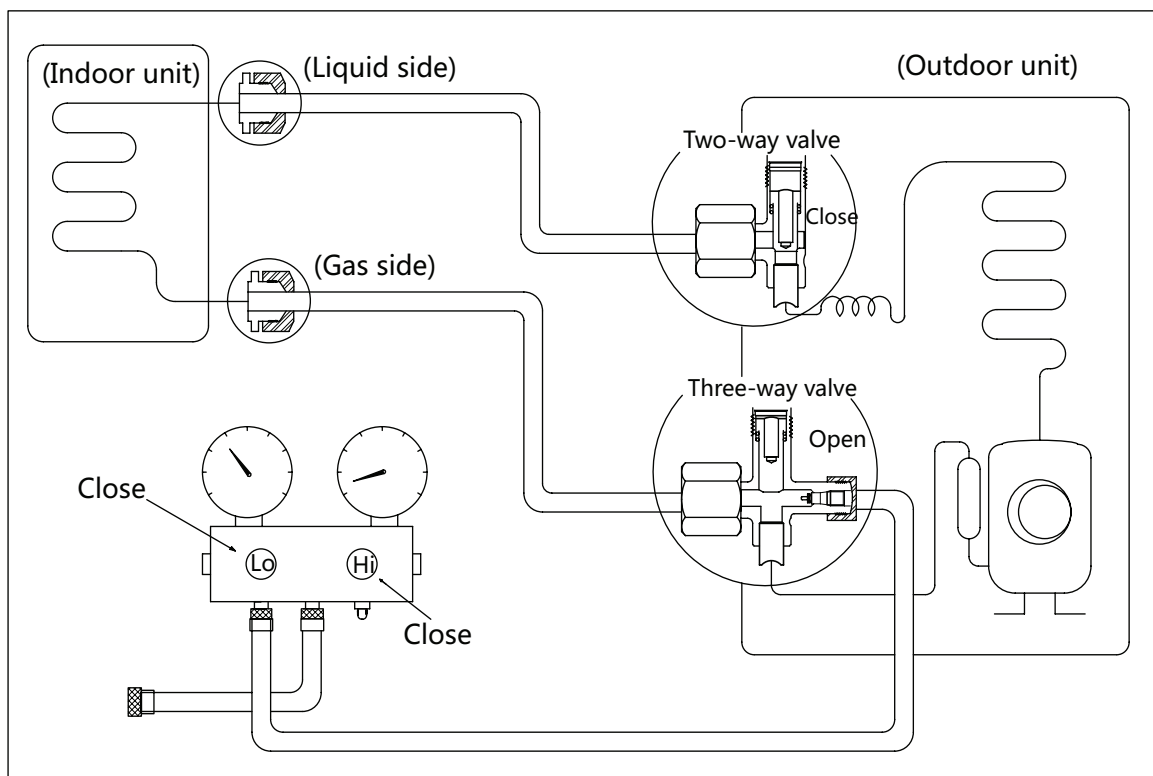 (Indoor unit)
(Liquid side)
(Outdoor unit)
Two-way valve
Close
(Gas side)
Three-way valve
Open
Close
Lo
Hi
Close